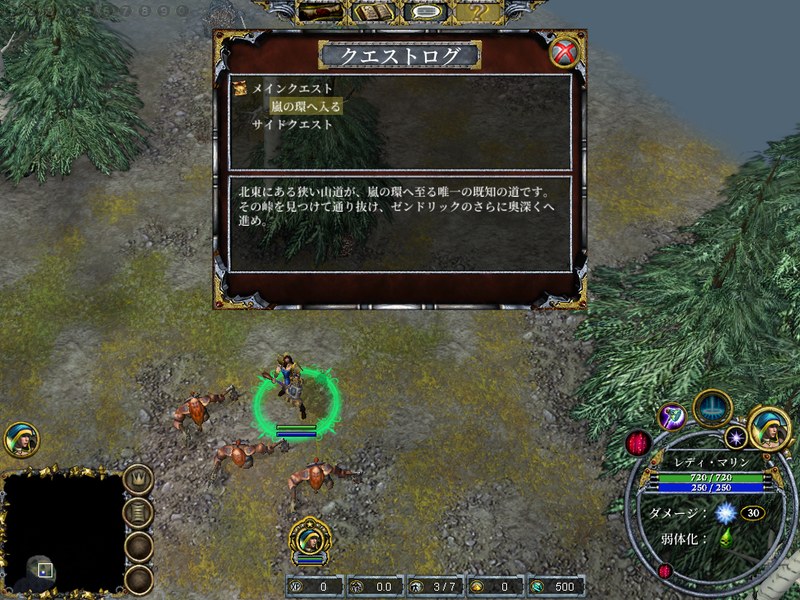 クエストログ
メインクエスト
嵐の環へ入る
サイドクエスト
北東にある狭い山道が、嵐の環へ至る唯一の既知の道です。
その峠を見つけて通り抜け、ゼンドリックのさらに奥深くへ
進め。
レディ・マリン
720 / 720
250 / 250
ダメージ： 30
弱体化：
0
0.0
3 / 7
0
500